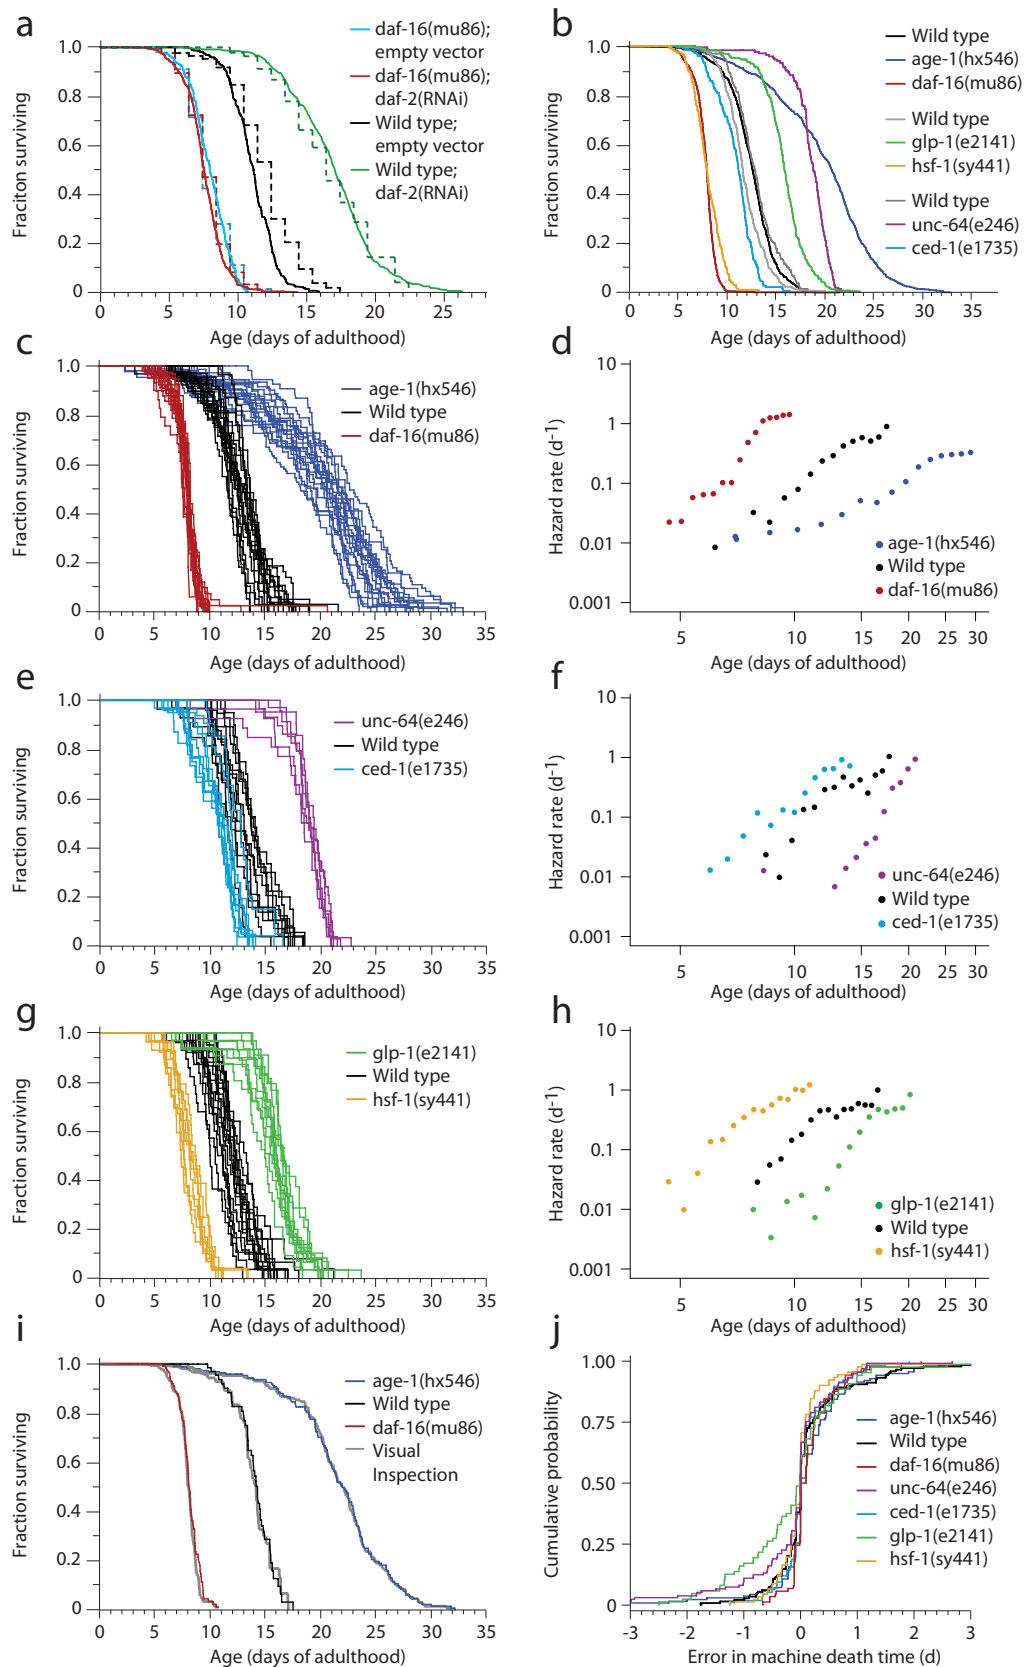 a
Fraciton surviving
1.0
0.8
0.6
0.4
0.2
0
0 5 10 15 20 25
Age (days of adulthood)
daf-16(mu86);
empty vector
daf-16(mu86);
daf-2(RNAi)
Wild type;
empty vector
Wild type;
daf-2(RNAi)
b
Fraction surviving
1.0
0.8
0.6
0.4
0.2
0
0 5 10 15 20 25 30 35
Age (days of adulthood)
Wild type
age-1(hx546)
daf-16(mu86)
Wild type
glp-1(e2141)
hsf-1(sy441)
Wild type
unc-64(e246)
ced-1(e1735)
c
Fraction surviving
1.0
0.8
0.6
0.4
0.2
0
0 5 10 15 20 25 30 35
Age (days of adulthood)
age-1(hx546)
Wild type
daf-16(mu86)
d
Hazard rate (d-1)
10
1
0.1
0.01
0.001
5 10 15 20 25 30
Age (days of adulthood)
age-1(hx546)
Wild type
daf-16(mu86)
e
Fraction surviving
1.0
0.8
0.6
0.4
0.2
0
0 5 10 15 20 25 30 35
Age (days of adulthood)
unc-64(e246)
Wild type
ced-1(e1735)
f
Hazard rate (d-1)
10
1
0.1
0.01
0.001
5 10 15 20 25 30
Age (days of adulthood)
unc-64(e246)
Wild type
ced-1(e1735)
g
Fraction surviving
1.0
0.8
0.6
0.4
0.2
0
0 5 10 15 20 25 30 35
Age (days of adulthood)
glp-1(e2141)
Wild type
hsf-1(sy441)
h
Hazard rate (d-1)
10
1
0.1
0.01
0.001
5 10 15 20 25 30
Age (days of adulthood)
glp-1(e2141)
Wild type
hsf-1(sy441)
i
Fraction surviving
1.0
0.8
0.6
0.4
0.2
0
0 5 10 15 20 25 30 35
Age (days of adulthood)
age-1(hx546)
Wild type
daf-16(mu86)
Visual
Inspection
j
Cumulative probability
1.00
0.75
0.50
0.25
0
-3 -2 -1 0 1 2 3
Error in machine death time (d)
age-1(hx546)
Wild type
daf-16(mu86)
unc-64(e246)
ced-1(e1735)
glp-1(e2141)
hsf-1(sy441)